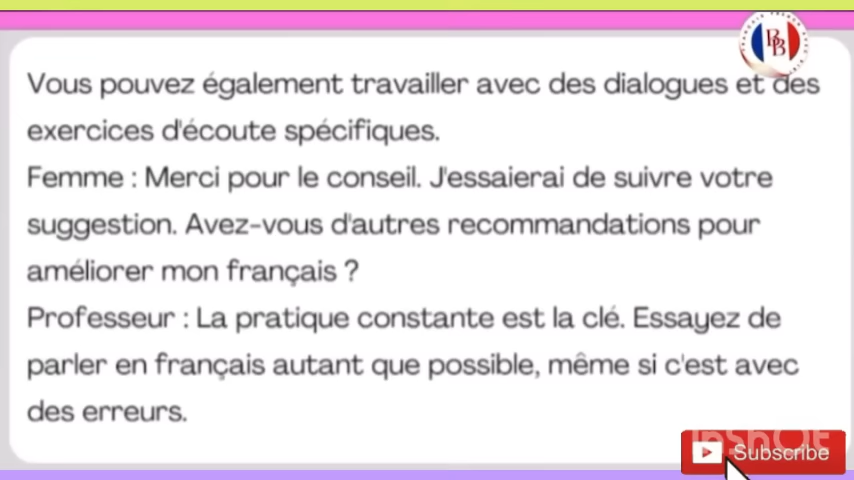 Vous pouvez également travailler avec des dialogues et des
exercices d'écoute spécifiques.
Femme : Merci pour le conseil. J'essaierai de suivre votre
suggestion. Avez-vous d'autres recommandations pour
améliorer mon français ?
Professeur : La pratique constante est la clé. Essayez de
parler en français autant que possible, même si c'est avec
des erreurs.
InShOt
Subscribe